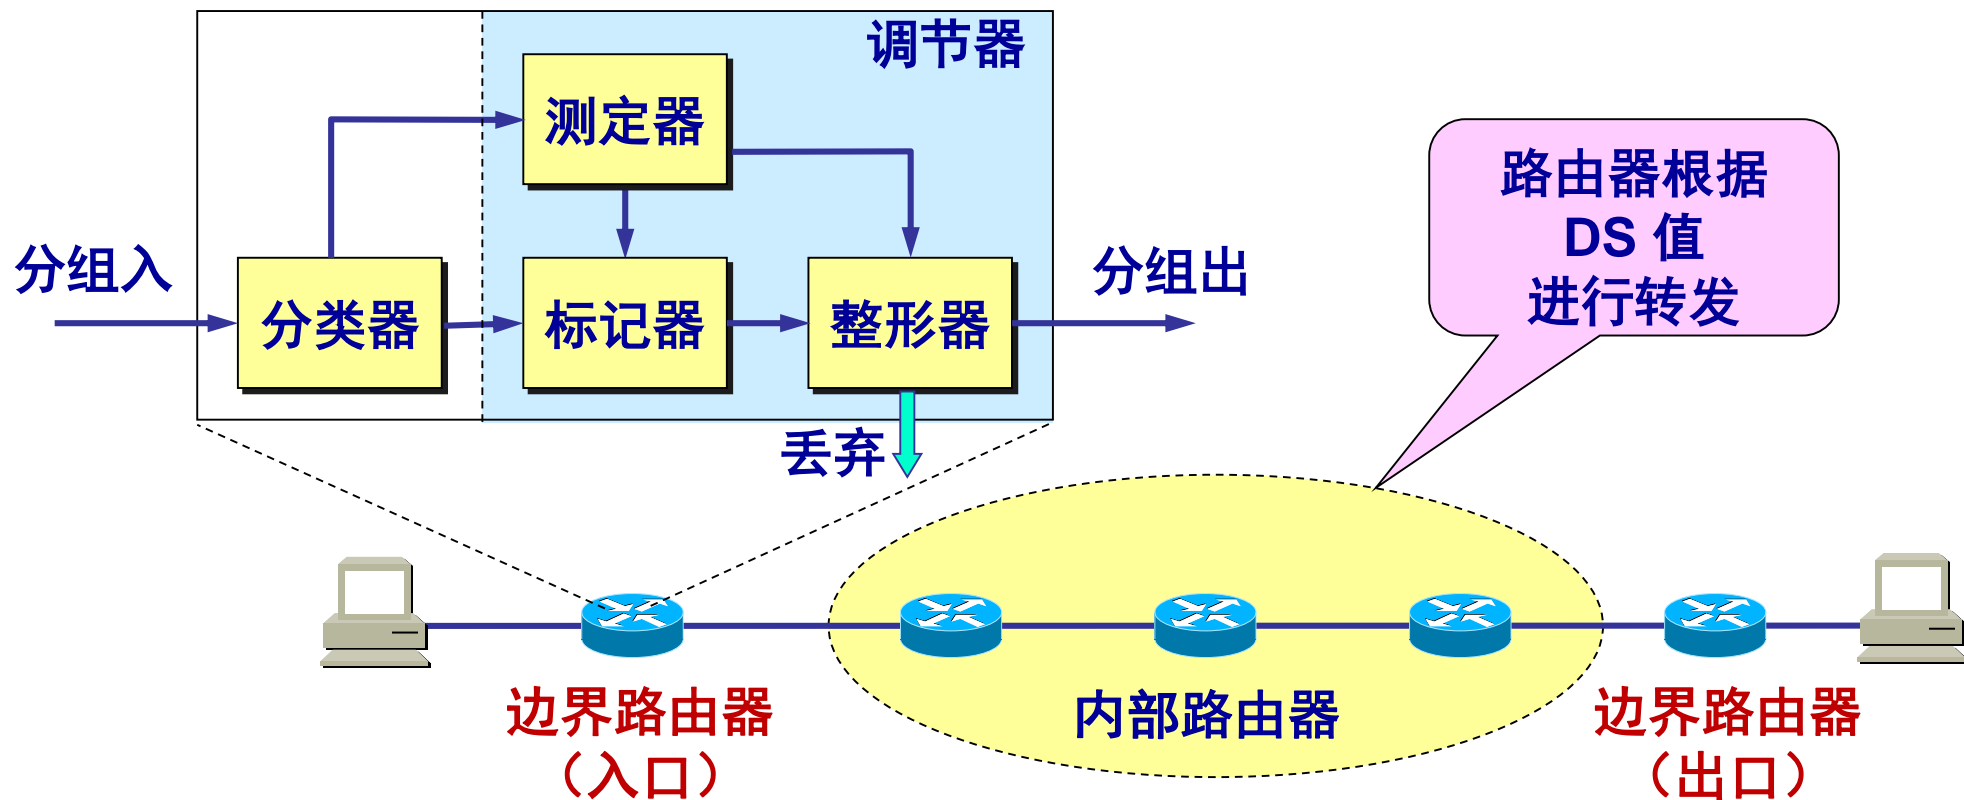 调节器
测定器
分组入
分类器
标记器
整形器
分组出
丢弃
路由器根据
DS 值
进行转发
边界路由器
（入口）
内部路由器
边界路由器
（出口）